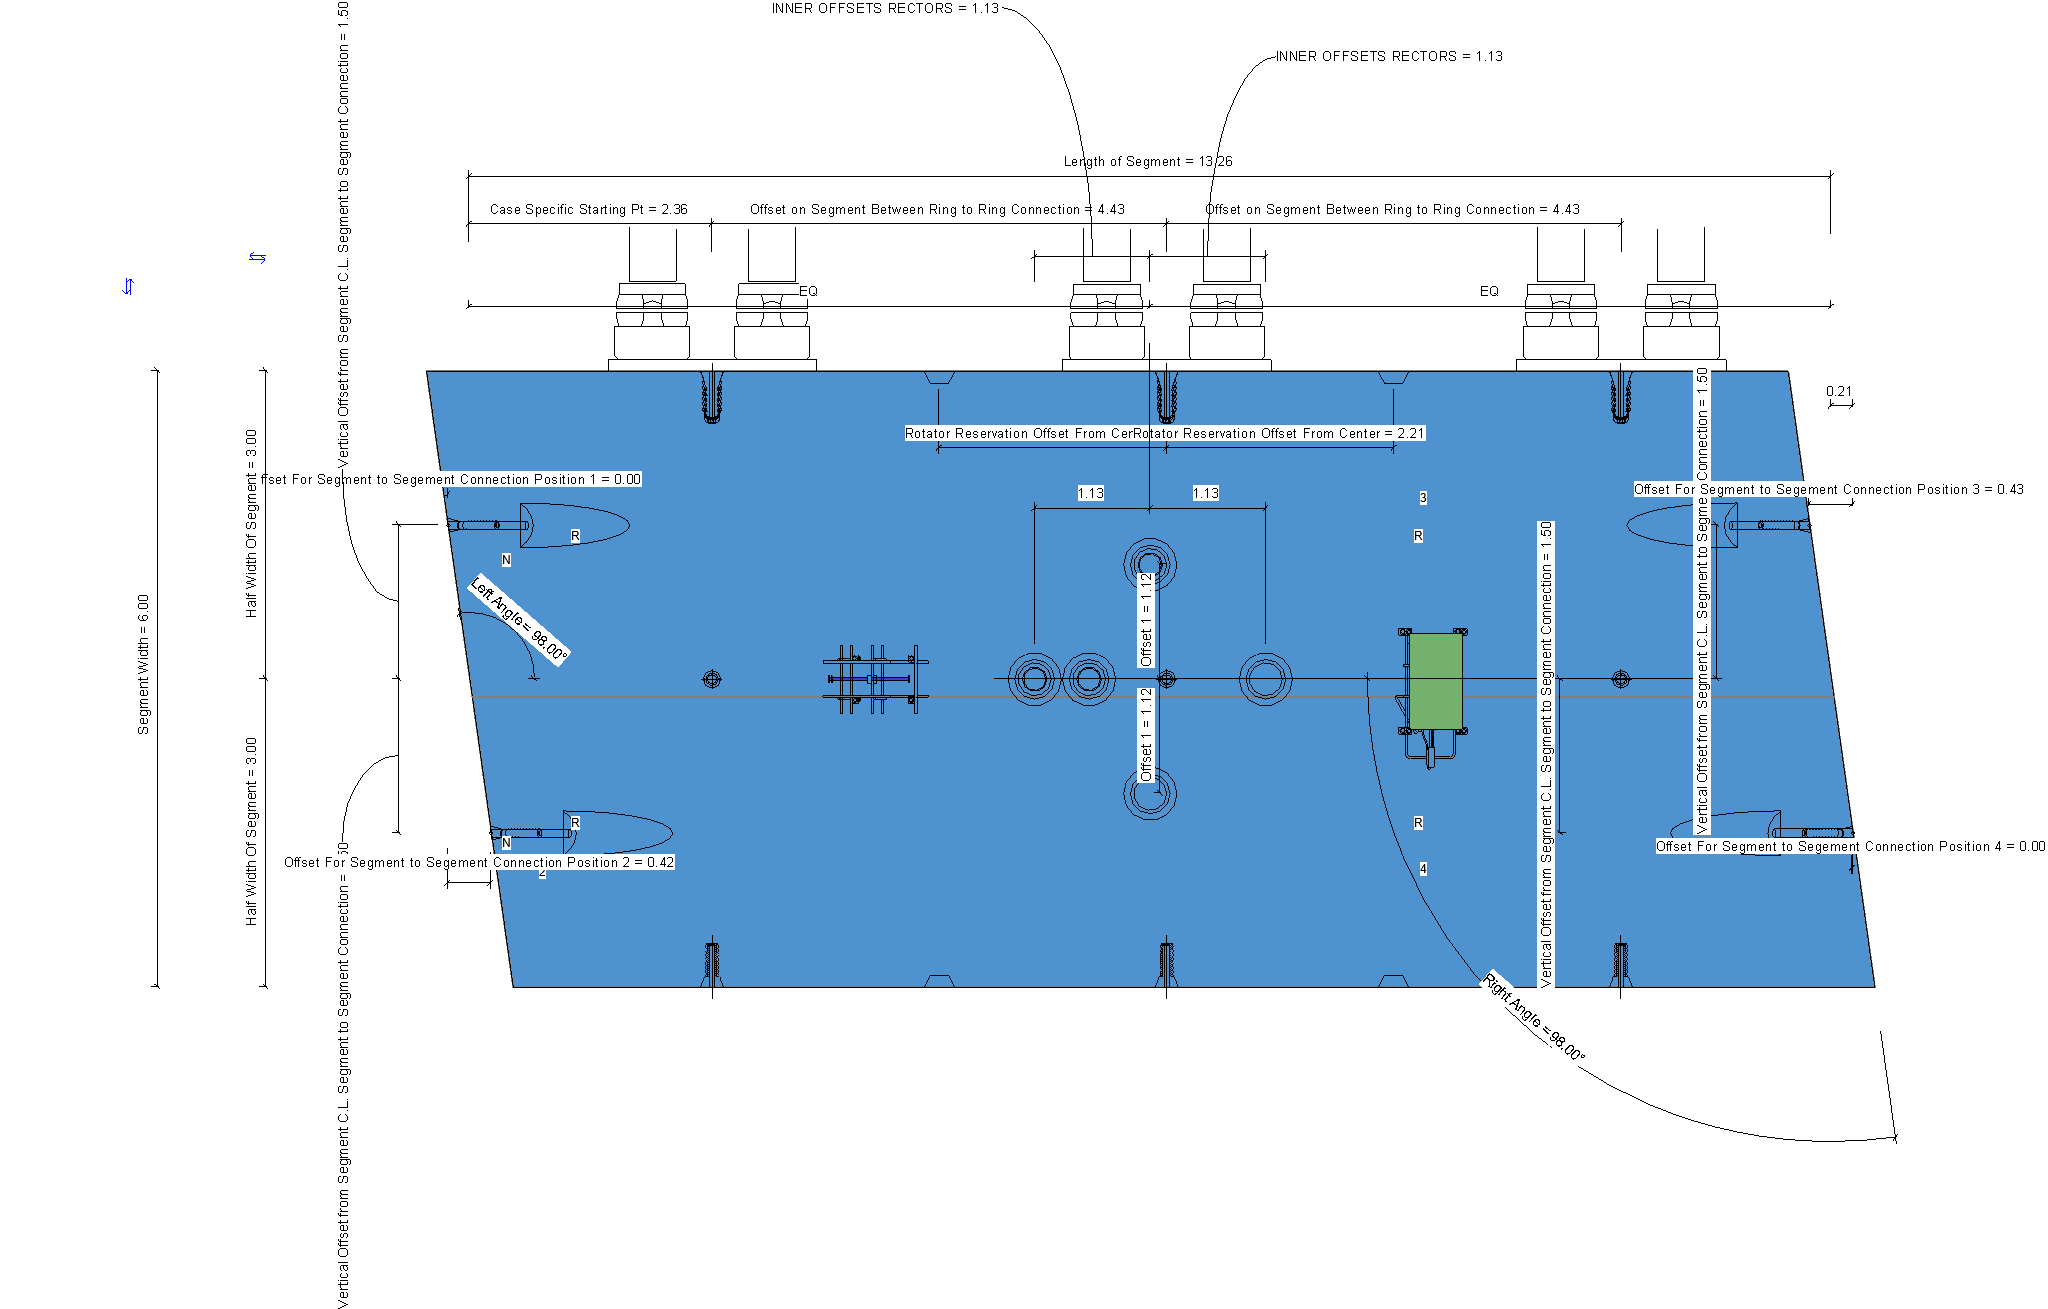 INNER OFFSETS RECTORS = 1.13
INNER OFFSETS RECTORS = 1.13
Length of Segment = 13.26
Case Specific Starting Pt = 2.36
Offset on Segment Between Ring to Ring Connection = 4.43
Offset on Segment Between Ring to Ring Connection = 4.43
EQ
EQ
Vertical Offset from Segment C.L. Segment to Segment Connection = 1.50
Vertical Offset from Segment C.L. Segment to Segment Connection = 1.50
0.21
Rotator Reservation Offset From Cer
Rotator Reservation Offset From Center = 2.21
Half Width Of Segment = 3.00
ffset For Segment to Segement Connection Position 1 = 0.00
Offset For Segment to Segement Connection Position 3 = 0.43
1.13
1.13
3
R
R
N
Left Angle = 98.00°
Offset 1 = 1.12
Segment Width = 6.00
Offset 1 = 1.12
Vertical Offset from Segment C.L. Segment to Segment Connection = 1.50
Half Width Of Segment = 3.00
R
N
R
Offset For Segment to Segement Connection Position 2 = 0.42
2
4
Offset For Segment to Segement Connection Position 4 = 0.00
Vertical Offset from Segment C.L. Segment to Segment Connection = .50
Right Angle = 98.00°